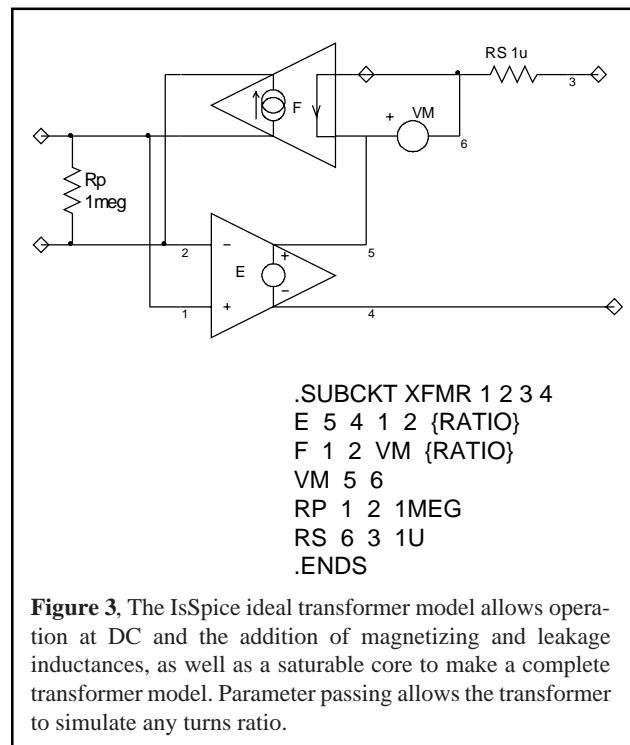 RS 1u
3
F
+
VM
6
Rp
1meg
−
2
+
5
E
−
1
+
4
.SUBCKT XFMR 1 2 3 4
E 5 4 1 2 {RATIO}
F 1 2 VM {RATIO}
VM 5 6
RP 1 2 1MEG
RS 6 3 1U
.ENDS
Figure 3, The IsSpice ideal transformer model allows opera-
tion at DC and the addition of magnetizing and leakage
inductances, as well as a saturable core to make a complete
transformer model. Parameter passing allows the transformer
to simulate any turns ratio.